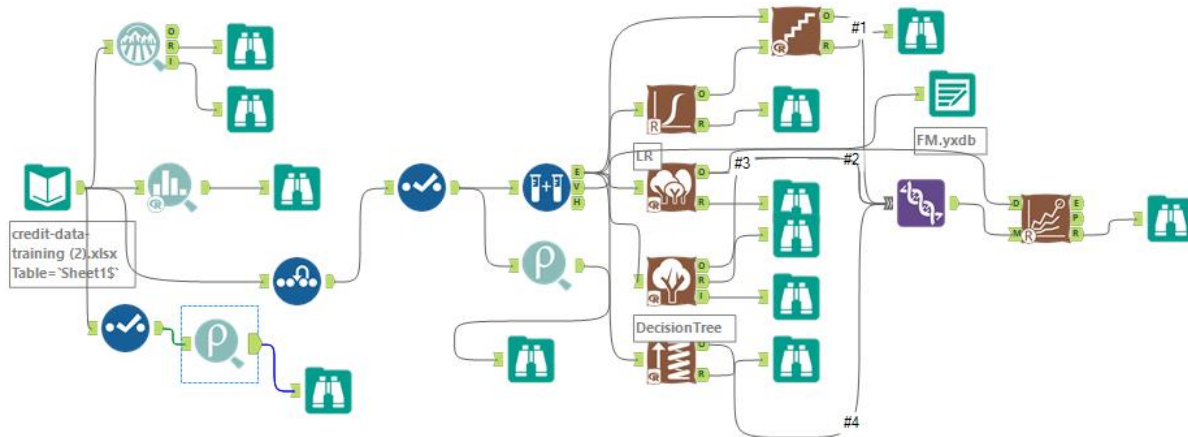 O
R
I
credit-data-
training (2).xlsx
Table=`Sheet1$`
E
V
H
O
R
#1
R
O
R
LR
#3
#2
FM.yxdb
R
O
R
D
M
R
E
P
R
R
O
R
I
DecisionTree
R
O
R
#4